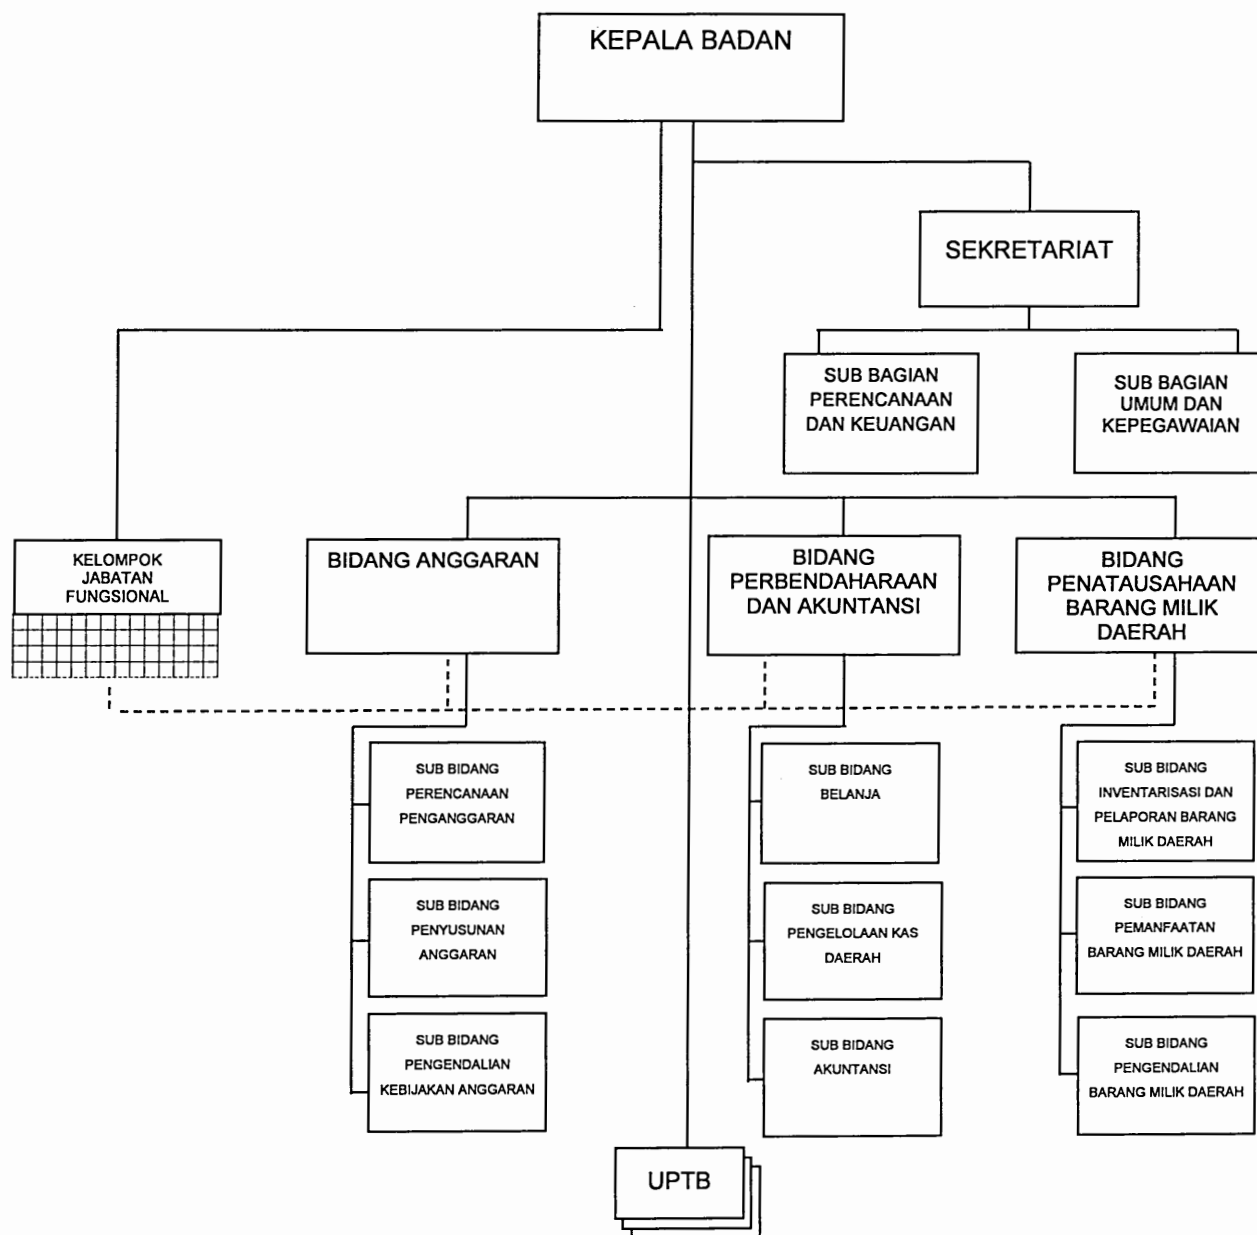 KEPALA BADAN
SEKRETARIAT
SUB BAGIAN
PERENCANAAN
DAN KEUANGAN
SUB BAGIAN
UMUM DAN
KEPEGAWAIAN
KELOMPOK
JABATAN
FUNGSIONAL
BIDANG ANGGARAN
BIDANG
PERBENDAHARAAN
DAN AKUNTANSI
BIDANG
PENATAUSAHAAN
BARANG MILIK
DAERAH
SUB BIDANG
PERENCANAAN
PENGANGGARAN
SUB BIDANG
PENYUSUNAN
ANGGARAN
SUB BIDANG
PENGENDALIAN
KEBIJAKAN ANGGARAN
SUB BIDANG
BELANJA
SUB BIDANG
PENGELOLAAN KAS
DAERAH
SUB BIDANG
AKUNTANSI
SUB BIDANG
INVENTARISASI DAN
PELAPORAN BARANG
MILIK DAERAH
SUB BIDANG
PEMANFAATAN
BARANG MILIK DAERAH
SUB BIDANG
PENGENDALIAN
BARANG MILIK DAERAH
UPTB